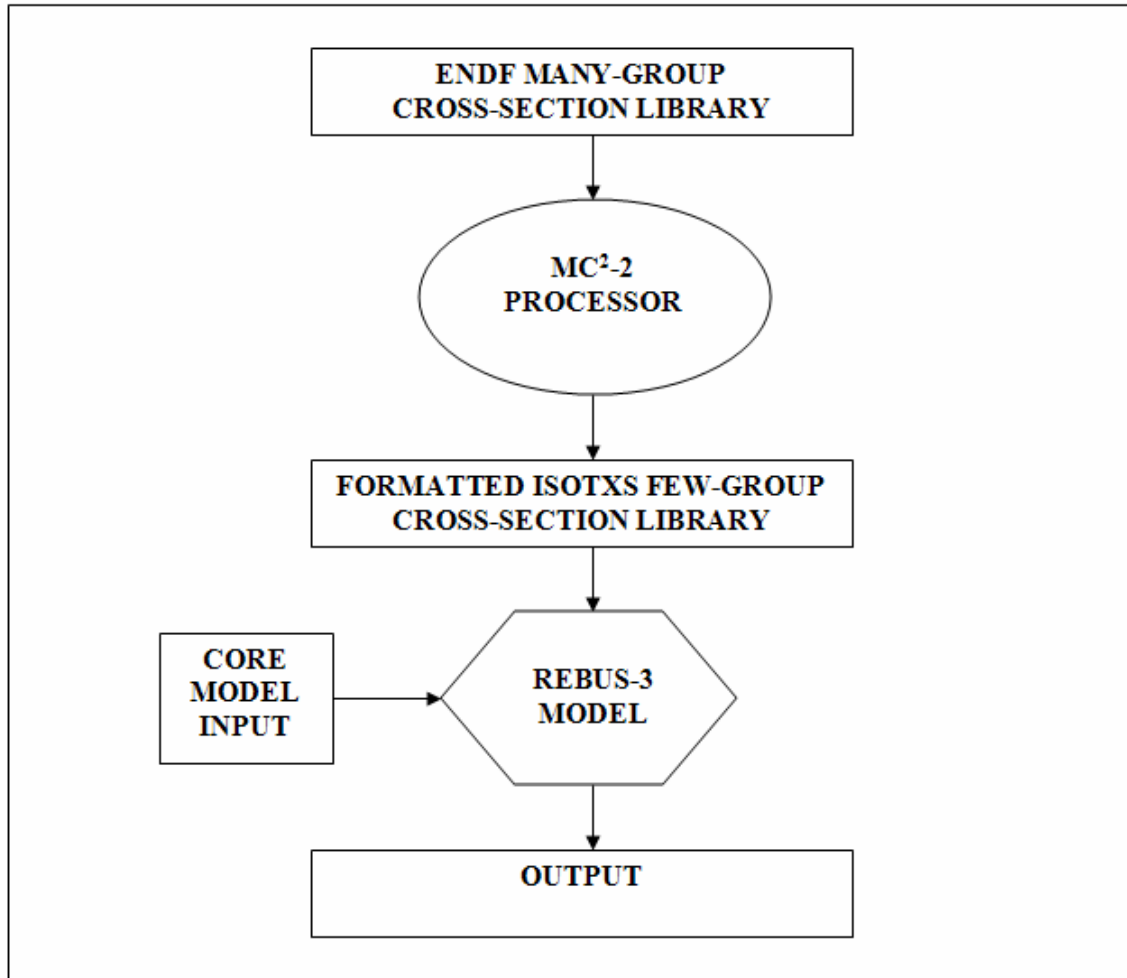 ENDF MANY-GROUP
CROSS-SECTION LIBRARY
MC²-2
PROCESSOR
FORMATTED ISOTXS FEW-GROUP
CROSS-SECTION LIBRARY
CORE
MODEL
INPUT
REBUS-3
MODEL
OUTPUT